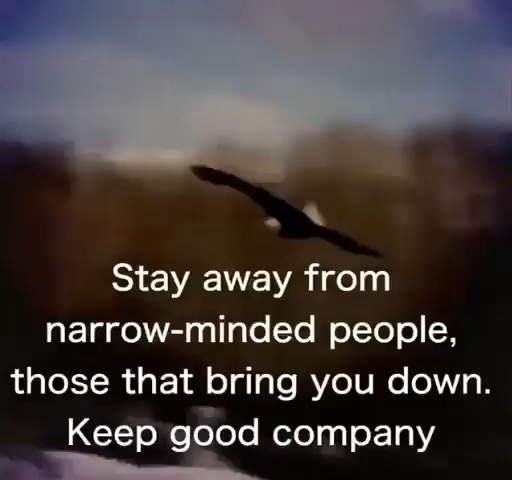 Stay away from
narrow-minded people,
those that bring you down.
Keep good company